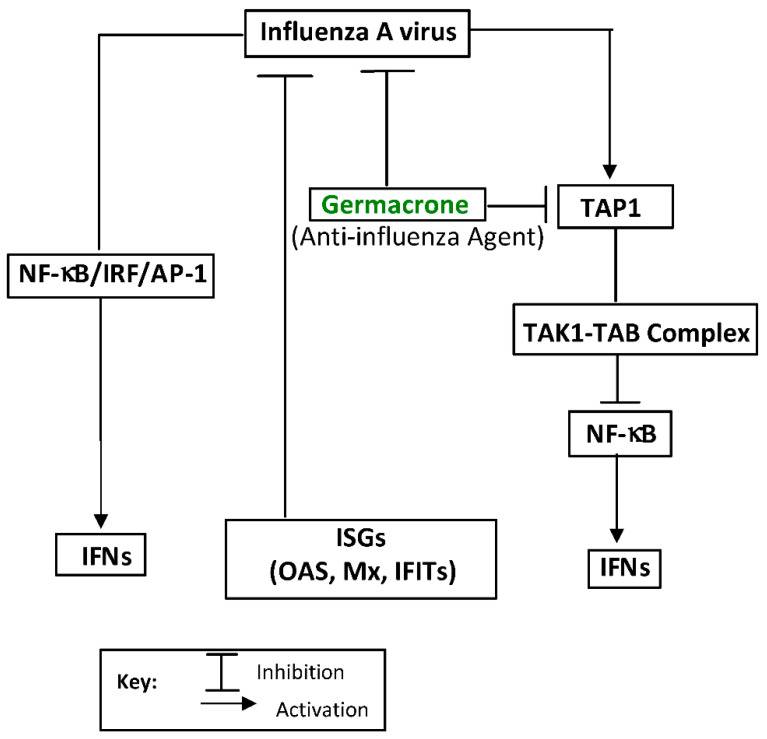 Influenza A virus
Germacrone
(Anti-influenza Agent)
TAP1
NF-κB/IRF/AP-1
TAK1-TAB Complex
NF-κB
IFNs
ISGs
(OAS, Mx, IFITs)
IFNs
Key:
Inhibition
Activation